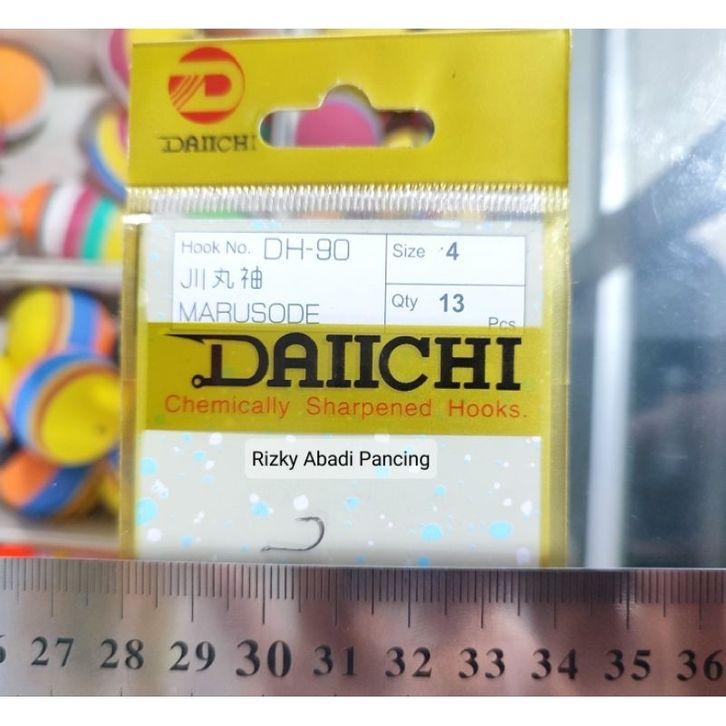 DAIICHI
Hook No. DH-90
川丸袖
MARUSODE
Size 4
Qty 13 Pcs
DAIICHI
Chemically Sharpened Hooks.
Rizky Abadi Pancing
27 28 29 30 31 32 33 34 35 36